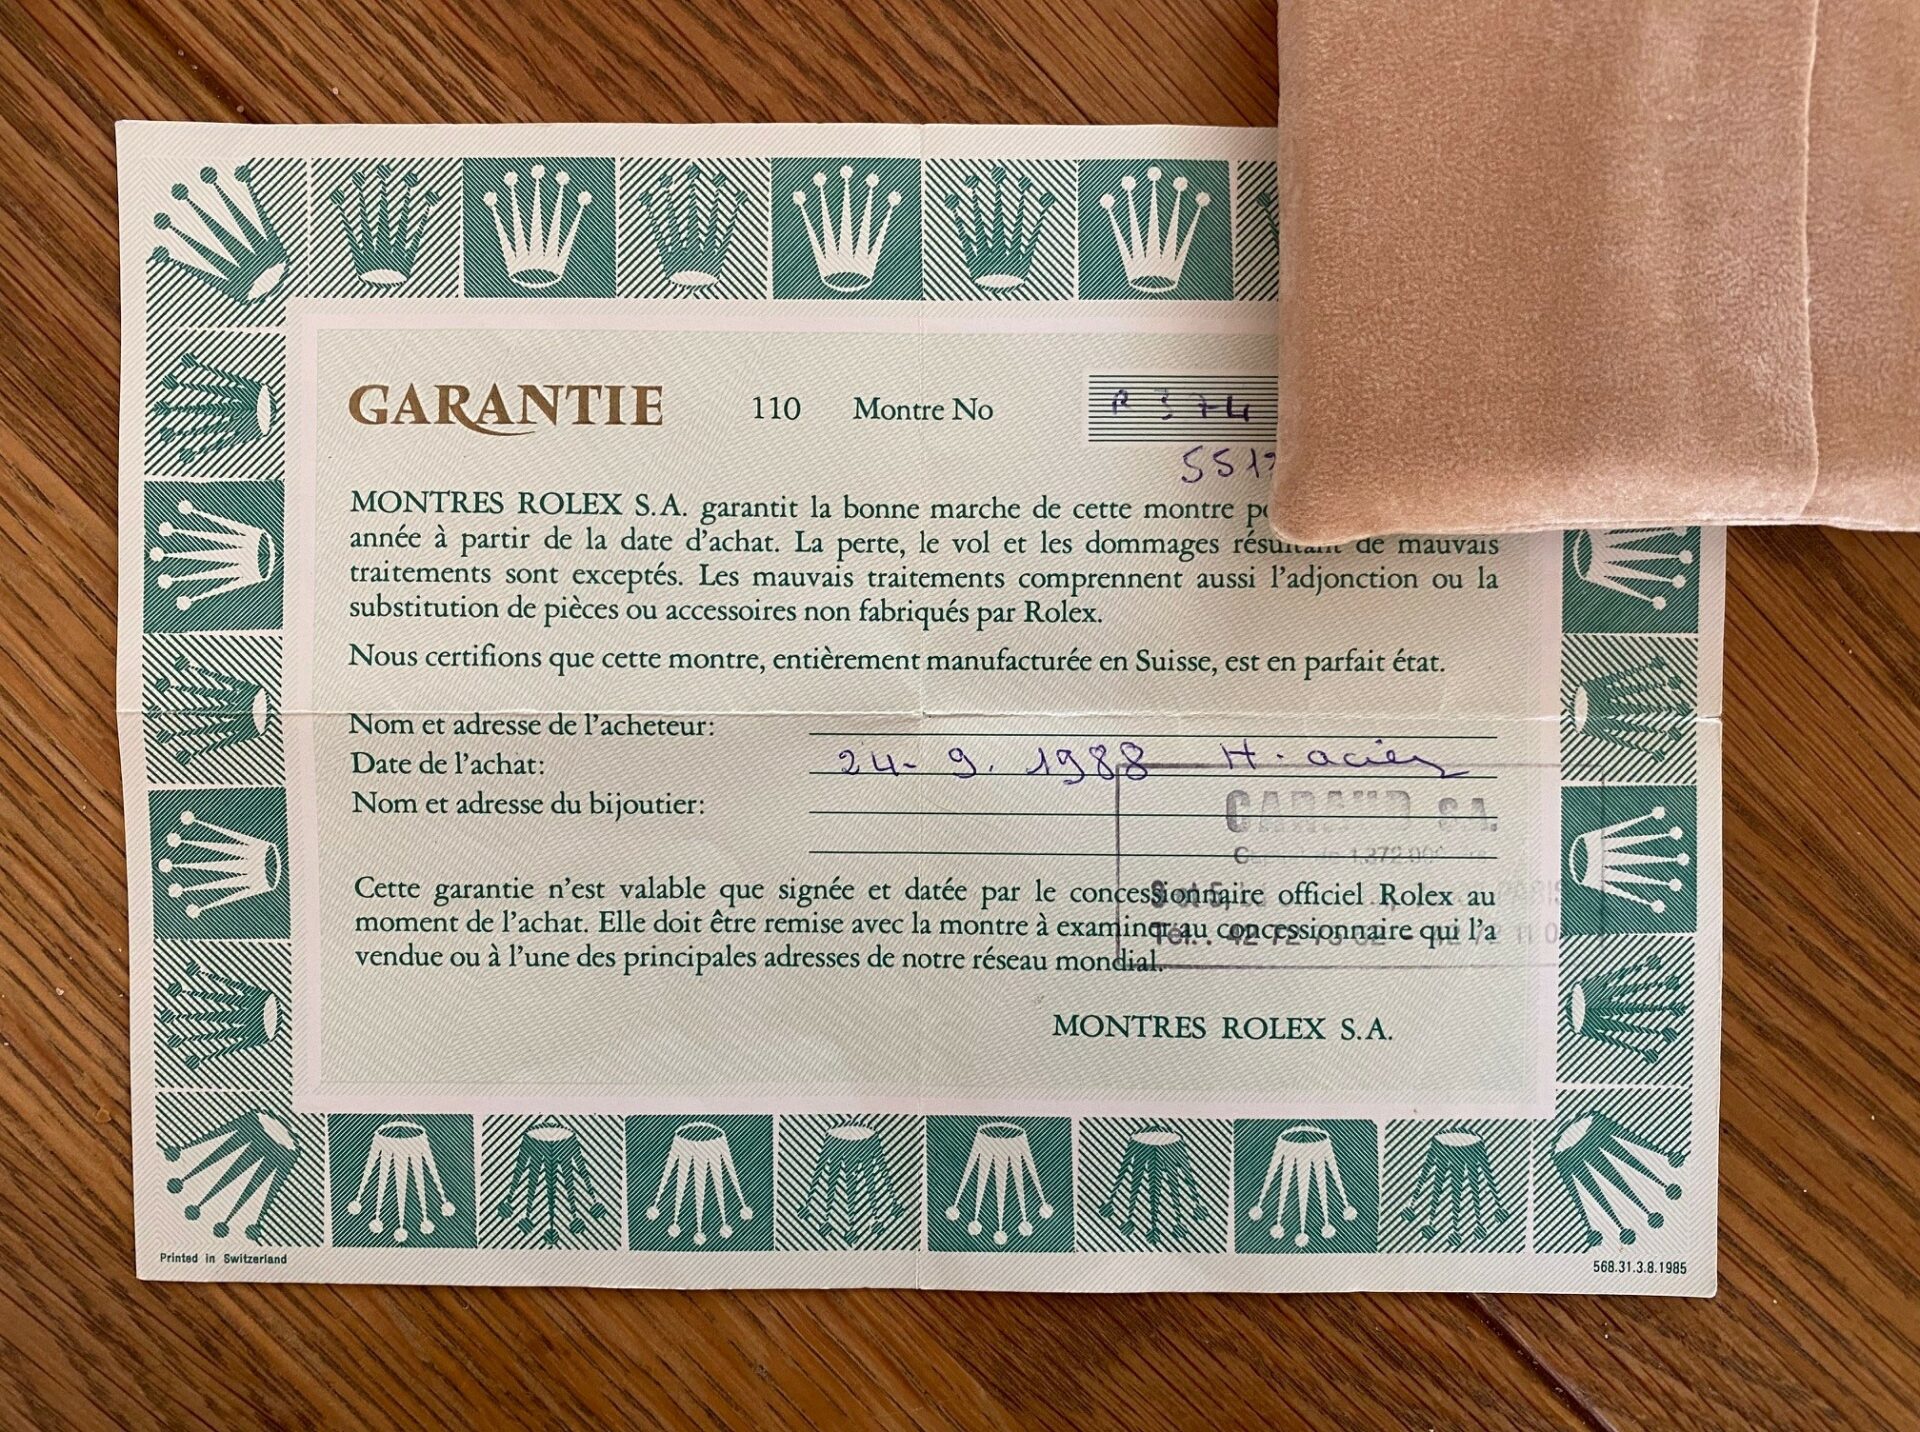 GARANTIE 110 Montre No R 374
551
MONTRES ROLEX S.A. garantit la bonne marche de cette montre
année à partir de la date d'achat. La perte, le vol et les dommages résultant de mauvais
traitements sont exceptés. Les mauvais traitements comprennent aussi l'adjonction ou la
substitution de pièces ou accessoires non fabriqués par Rolex.
Nous certifions que cette montre, entièrement manufacturée en Suisse, est en parfait état.
Nom et adresse de l'acheteur:
Date de l'achat: 24- 9. 1988 H. acier
Nom et adresse du bijoutier:
S.A.
Cette garantie n'est valable que signée et datée par le concessionnaire officiel Rolex au
moment de l'achat. Elle doit être remise avec la montre à examiner au concessionnaire qui l'a
vendue ou à l'une des principales adresses de notre réseau mondial.
MONTRES ROLEX S.A.
Printed in Switzerland
568.31.3.8.1985